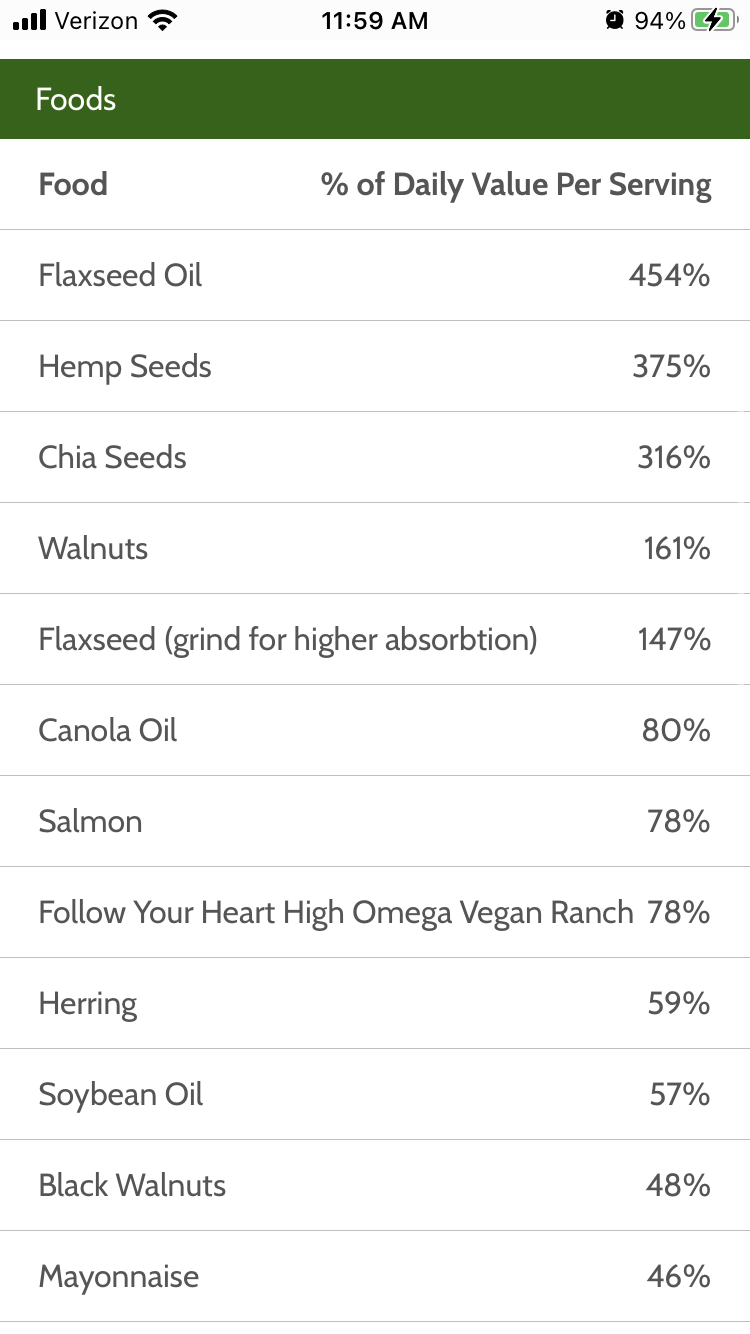 Verizon 11:59 AM 94%
Foods
Food % of Daily Value Per Serving
Flaxseed Oil 454%
Hemp Seeds 375%
Chia Seeds 316%
Walnuts 161%
Flaxseed (grind for higher absorbtion) 147%
Canola Oil 80%
Salmon 78%
Follow Your Heart High Omega Vegan Ranch 78%
Herring 59%
Soybean Oil 57%
Black Walnuts 48%
Mayonnaise 46%